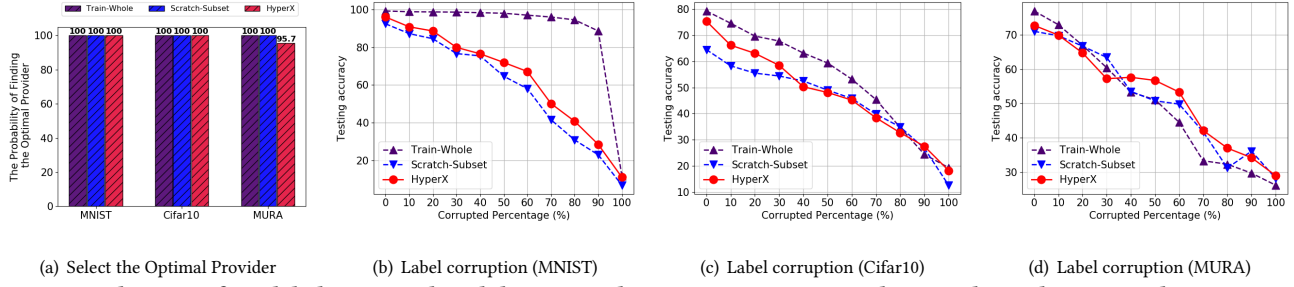 Train-Whole Scratch-Subset HyperX
The Probability of Finding
the Optimal Provider
100
80
60
40
20
0
100 100 100
100 100 100
100 100 95.7
MNIST Cifar10 MURA
(a) Select the Optimal Provider
Testing accuracy
100
80
60
40
20
Train-Whole
Scratch-Subset
HyperX
0 10 20 30 40 50 60 70 80 90 100
Corrupted Percentage (%)
(b) Label corruption (MNIST)
Testing accuracy
80
70
60
50
40
30
20
10
Train-Whole
Scratch-Subset
HyperX
0 10 20 30 40 50 60 70 80 90 100
Corrupted Percentage (%)
(c) Label corruption (Cifar10)
Testing accuracy
70
60
50
40
30
Train-Whole
Scratch-Subset
HyperX
0 10 20 30 40 50 60 70 80 90 100
Corrupted Percentage (%)
(d) Label corruption (MURA)